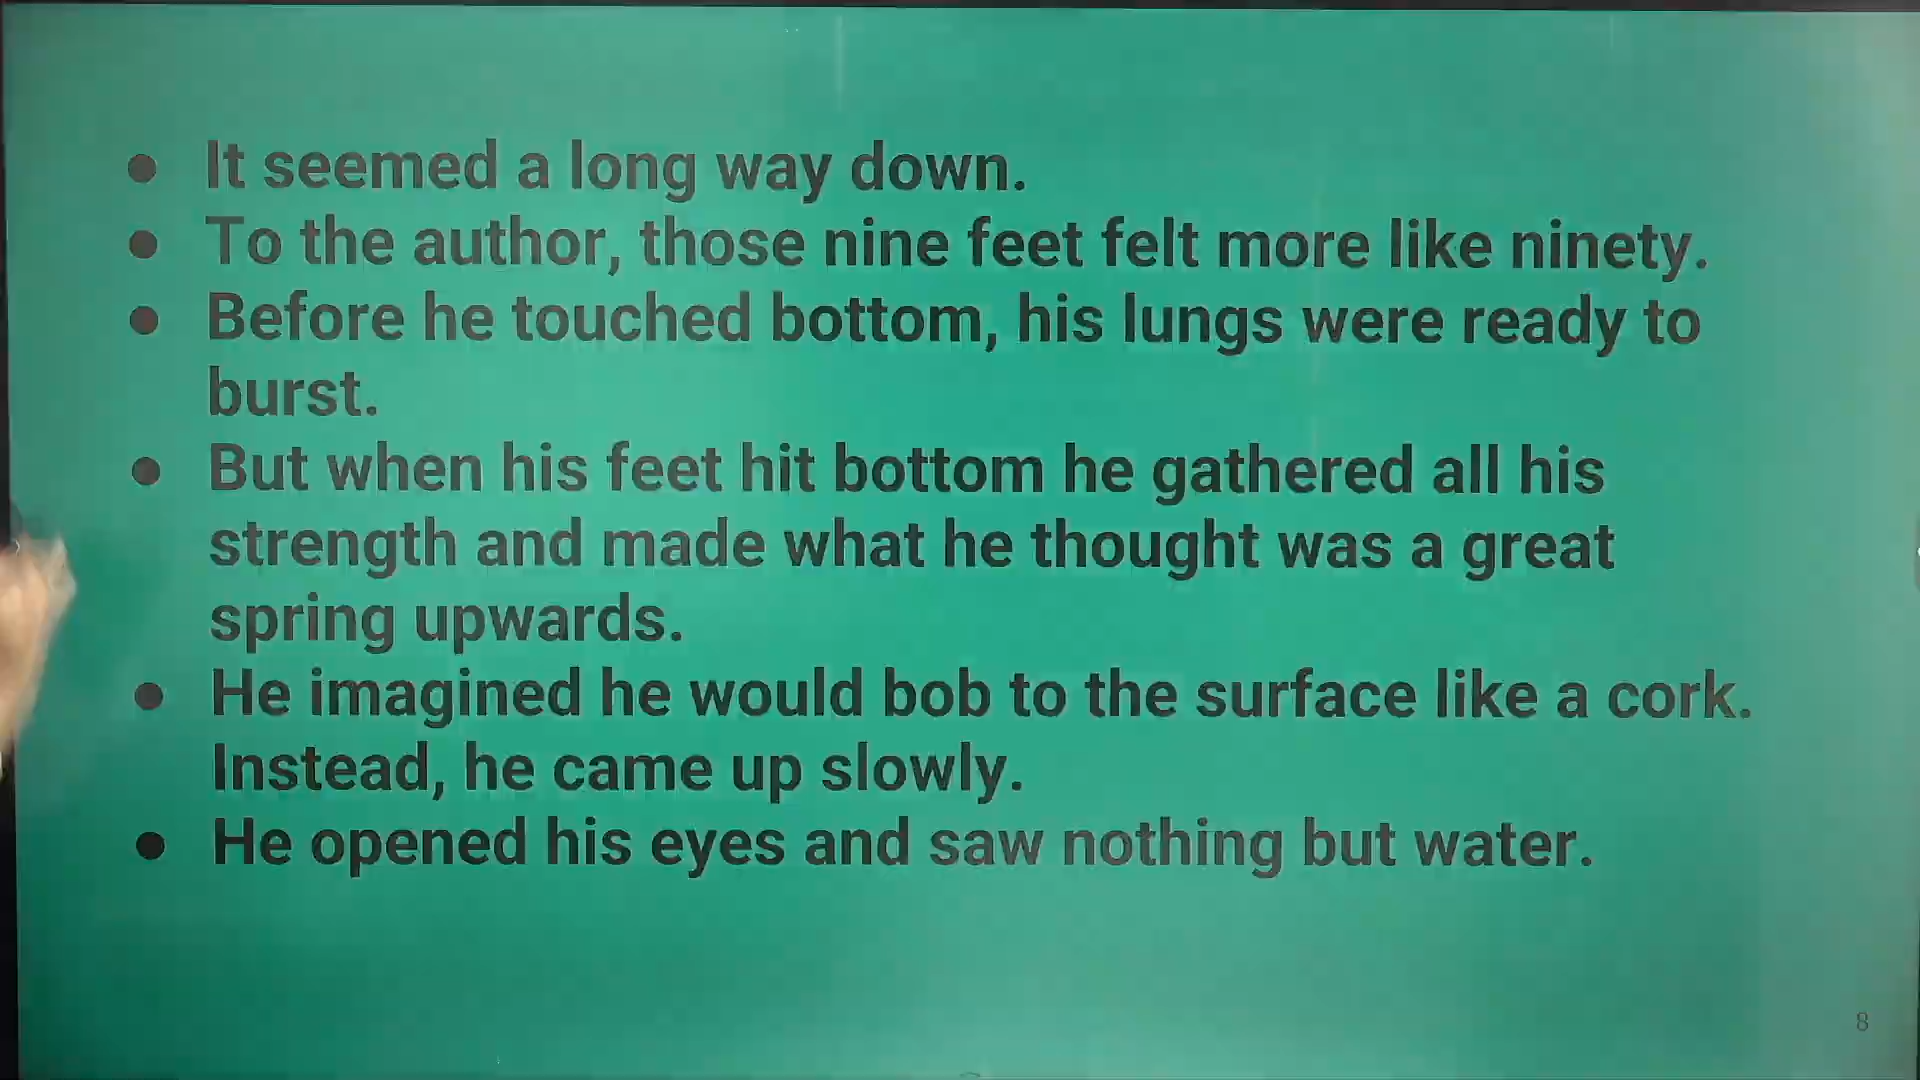 ● It seemed a long way down.
● To the author, those nine feet felt more like ninety.
● Before he touched bottom, his lungs were ready to
burst.
● But when his feet hit bottom he gathered all his
strength and made what he thought was a great
spring upwards.
● He imagined he would bob to the surface like a cork.
Instead, he came up slowly.
● He opened his eyes and saw nothing but water.
8